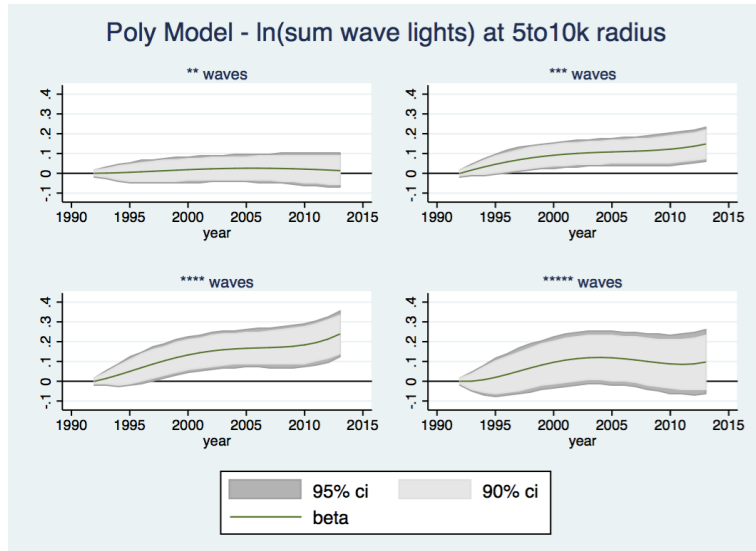 Poly Model - ln(sum wave lights) at 5to10k radius
** waves
.4
.3
.2
.1
0
-.1
1990 1995 2000 2005 2010 2015
year
*** waves
.4
.3
.2
.1
0
-.1
1990 1995 2000 2005 2010 2015
year
**** waves
.4
.3
.2
.1
0
-.1
1990 1995 2000 2005 2010 2015
year
***** waves
.4
.3
.2
.1
0
-.1
1990 1995 2000 2005 2010 2015
year
95% ci 90% ci
beta